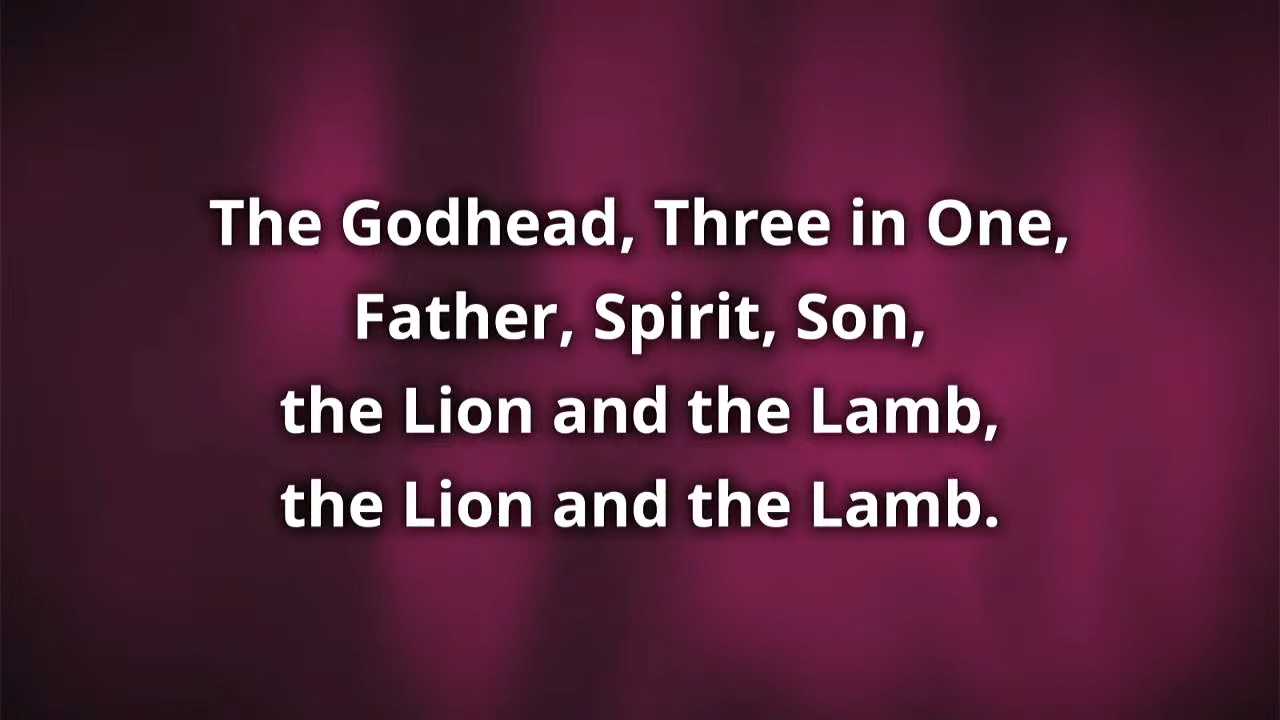 The Godhead, Three in One,
Father, Spirit, Son,
the Lion and the Lamb,
the Lion and the Lamb.